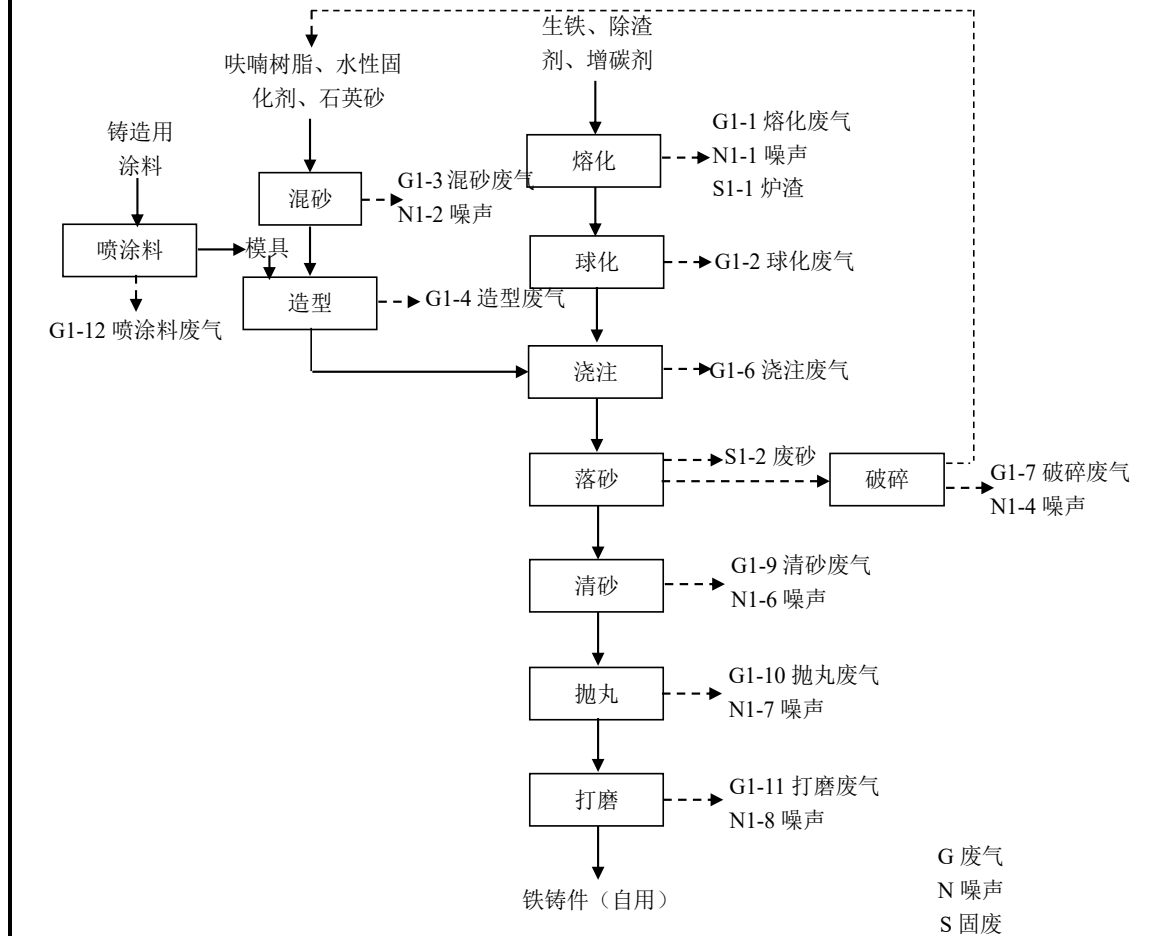 生铁、除渣
剂、增碳剂
呋喃树脂、水性固
化剂、石英砂
铸造用
涂料
G1-1 熔化废气
N1-1 噪声
S1-1 炉渣
熔化
G1-3 混砂废气
N1-2 噪声
混砂
喷涂料
模具
球化
G1-2 球化废气
造型
G1-4 造型废气
G1-12 喷涂料废气
浇注
G1-6 浇注废气
落砂
S1-2 废砂
破碎
G1-7 破碎废气
N1-4 噪声
清砂
G1-9 清砂废气
N1-6 噪声
抛丸
G1-10 抛丸废气
N1-7 噪声
打磨
G1-11 打磨废气
N1-8 噪声
铁铸件（自用）
G 废气
N 噪声
S 固废